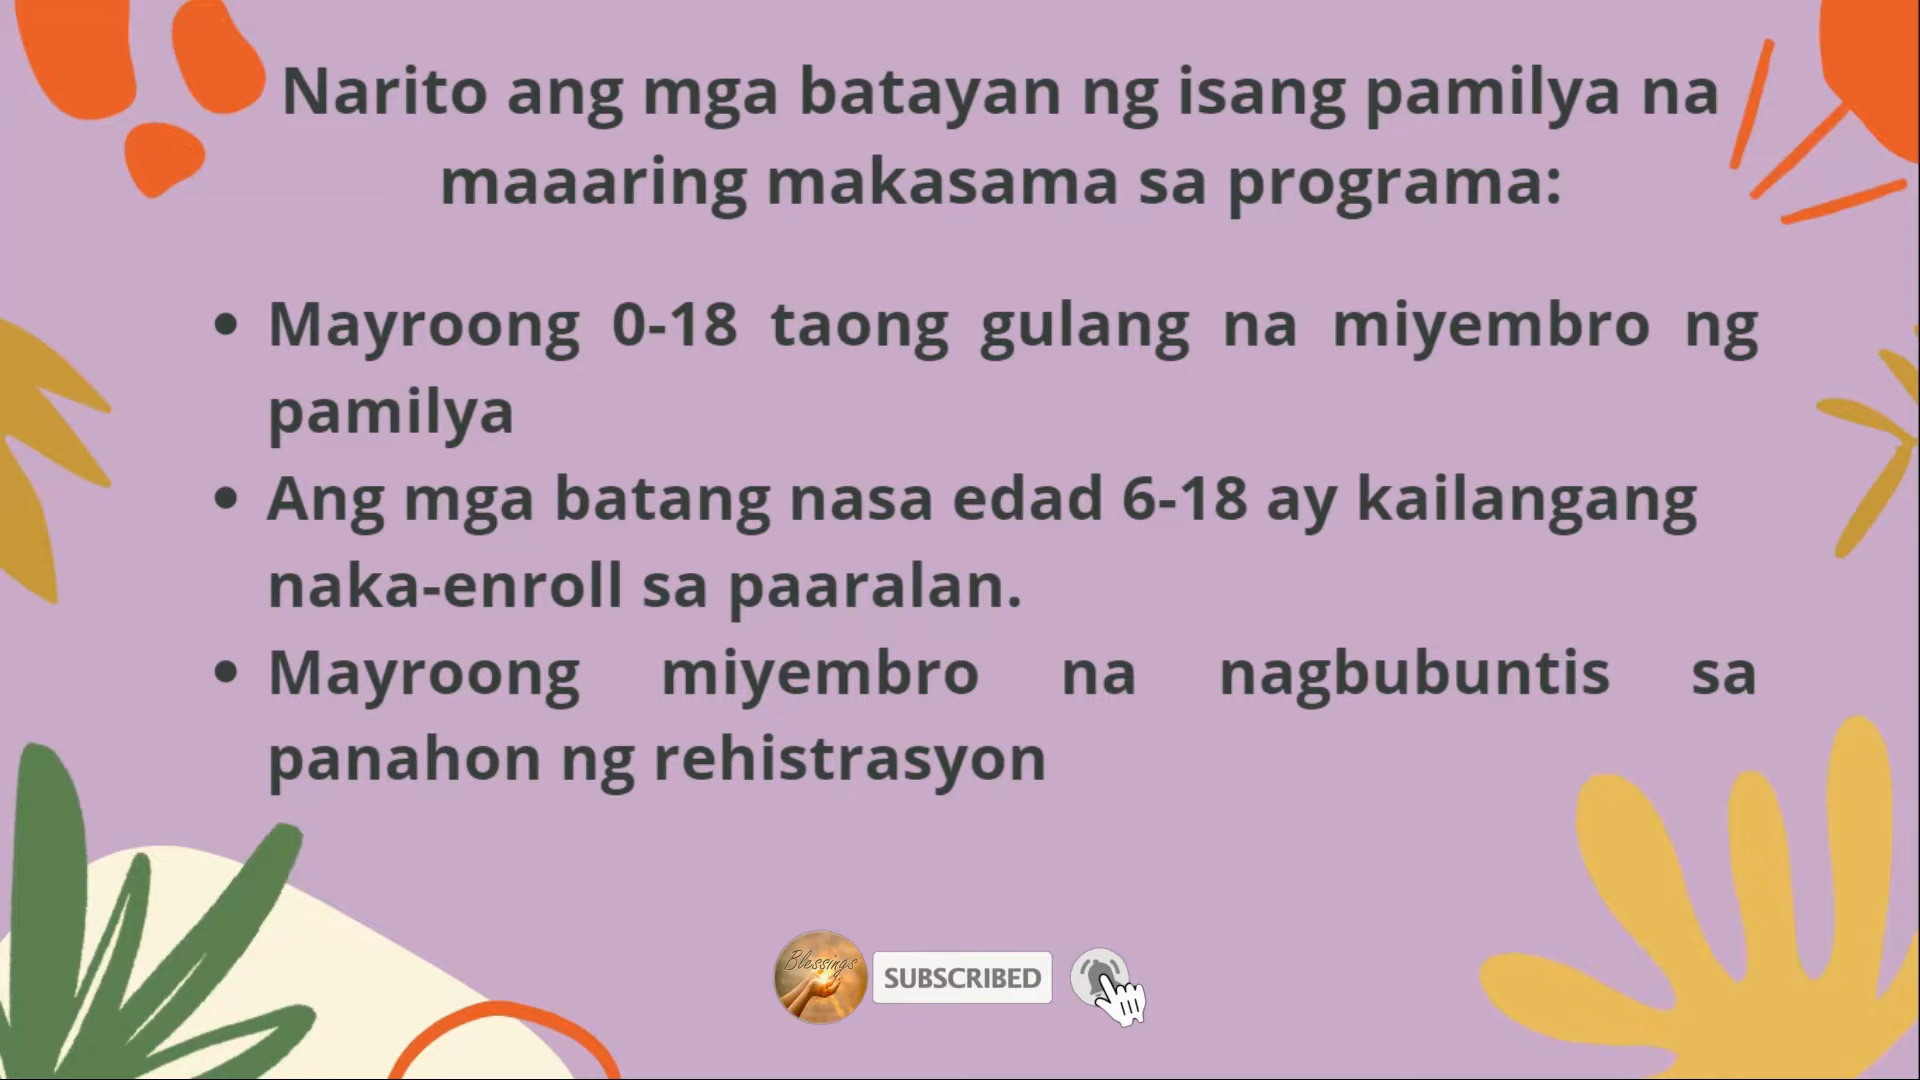 Narito ang mga batayan ng isang pamilya na
maaaring makasama sa programa:
• Mayroong 0-18 taong gulang na miyembro ng
pamilya
• Ang mga batang nasa edad 6-18 ay kailangang
naka-enroll sa paaralan.
• Mayroong miyembro na nagbubuntis sa
panahon ng rehistrasyon
Blessings
SUBSCRIBED